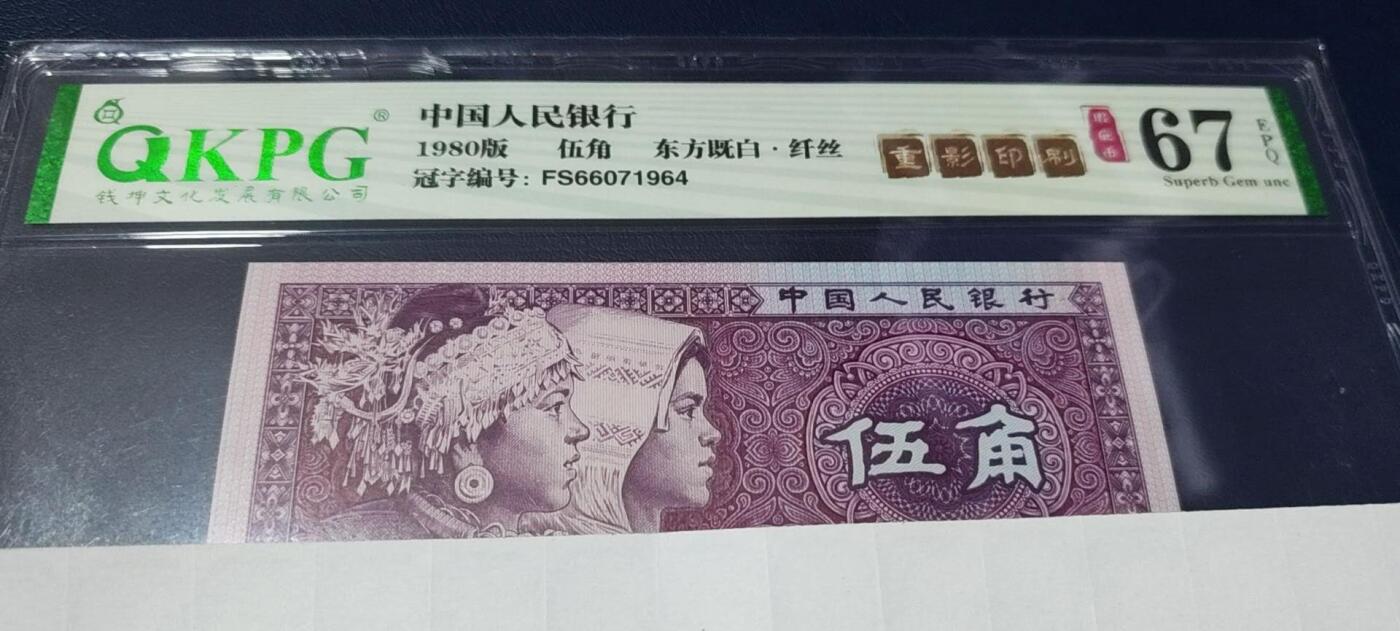 QKPG®
钱坤文化发展有限公司
中国人民银行
1980版 伍角 东方既白·纤丝
冠字编号: FS66071964
重影印刷
67
EPQ
Superb Gem unc
中国人民银行
伍角